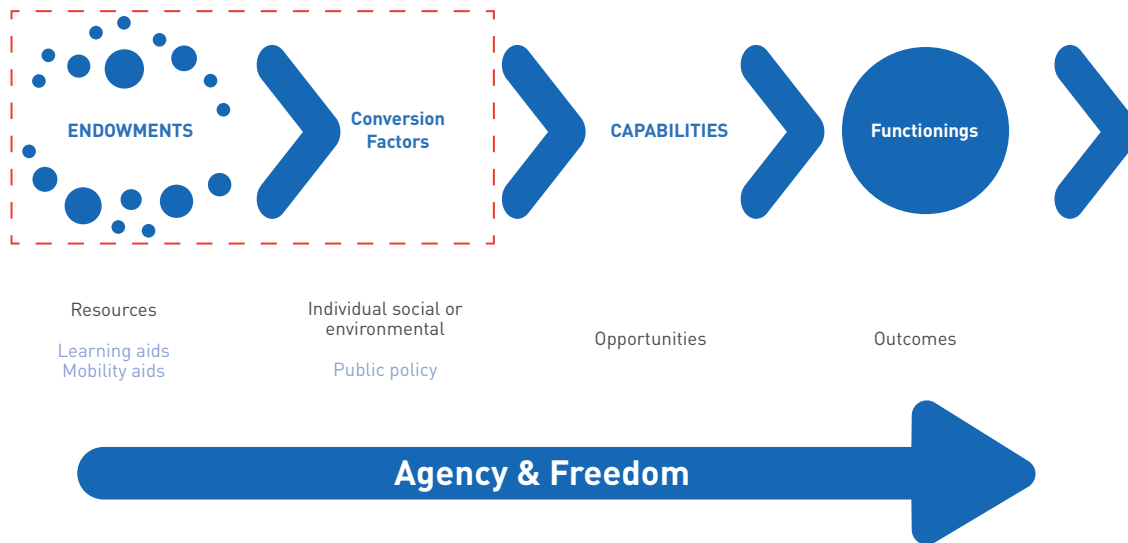 ENDOWMENTS
Conversion
Factors
CAPABILITIES
Functionings
Resources
Learning aids
Mobility aids
Individual social or
environmental
Public policy
Opportunities
Outcomes
Agency & Freedom